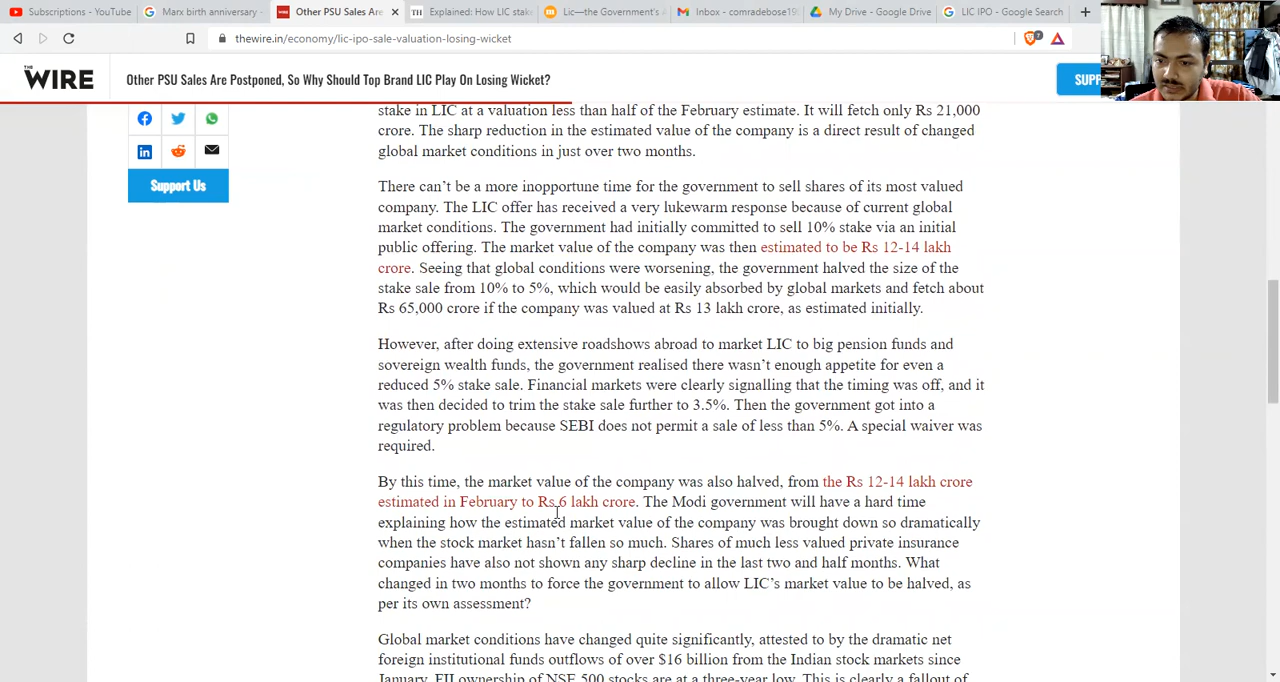 Subscriptions - YouTube
Marx birth anniversary -
Other PSU Sales Are
Explained: How LIC stak
Lic—the Government's
Inbox - comradebose19
My Drive - Google Drive
LIC IPO - Google Search
thewire.in/economy/lic-ipo-sale-valuation-losing-wicket
7
THE
WIRE
Other PSU Sales Are Postponed, So Why Should Top Brand LIC Play On Losing Wicket?
SUPP
stake in LIC at a valuation less than half of the February estimate. It will fetch only Rs 21,000
crore. The sharp reduction in the estimated value of the company is a direct result of changed
global market conditions in just over two months.
Support Us
There can't be a more inopportune time for the government to sell shares of its most valued
company. The LIC offer has received a very lukewarm response because of current global
market conditions. The government had initially committed to sell 10% stake via an initial
public offering. The market value of the company was then estimated to be Rs 12-14 lakh
crore. Seeing that global conditions were worsening, the government halved the size of the
stake sale from 10% to 5%, which would be easily absorbed by global markets and fetch about
Rs 65,000 crore if the company was valued at Rs 13 lakh crore, as estimated initially.
However, after doing extensive roadshows abroad to market LIC to big pension funds and
sovereign wealth funds, the government realised there wasn't enough appetite for even a
reduced 5% stake sale. Financial markets were clearly signalling that the timing was off, and it
was then decided to trim the stake sale further to 3.5%. Then the government got into a
regulatory problem because SEBI does not permit a sale of less than 5%. A special waiver was
required.
By this time, the market value of the company was also halved, from the Rs 12-14 lakh crore
estimated in February to Rs 6 lakh crore. The Modi government will have a hard time
explaining how the estimated market value of the company was brought down so dramatically
when the stock market hasn't fallen so much. Shares of much less valued private insurance
companies have also not shown any sharp decline in the last two and half months. What
changed in two months to force the government to allow LIC's market value to be halved, as
per its own assessment?
Global market conditions have changed quite significantly, attested to by the dramatic net
foreign institutional funds outflows of over $16 billion from the Indian stock markets since
January. FII ownership of NSE 500 stocks are at a three-year low. This is clearly a fallout of